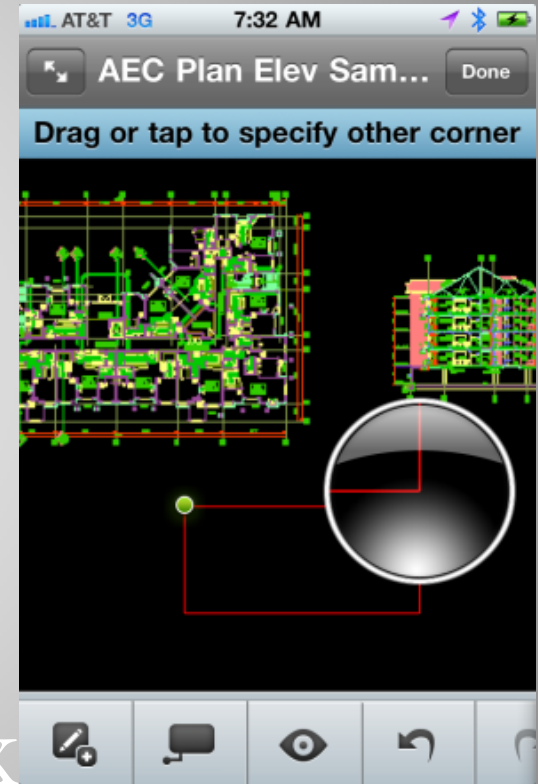 AT&T 3G 7:32 AM
AEC Plan Elev Sam... Done
Drag or tap to specify other corner